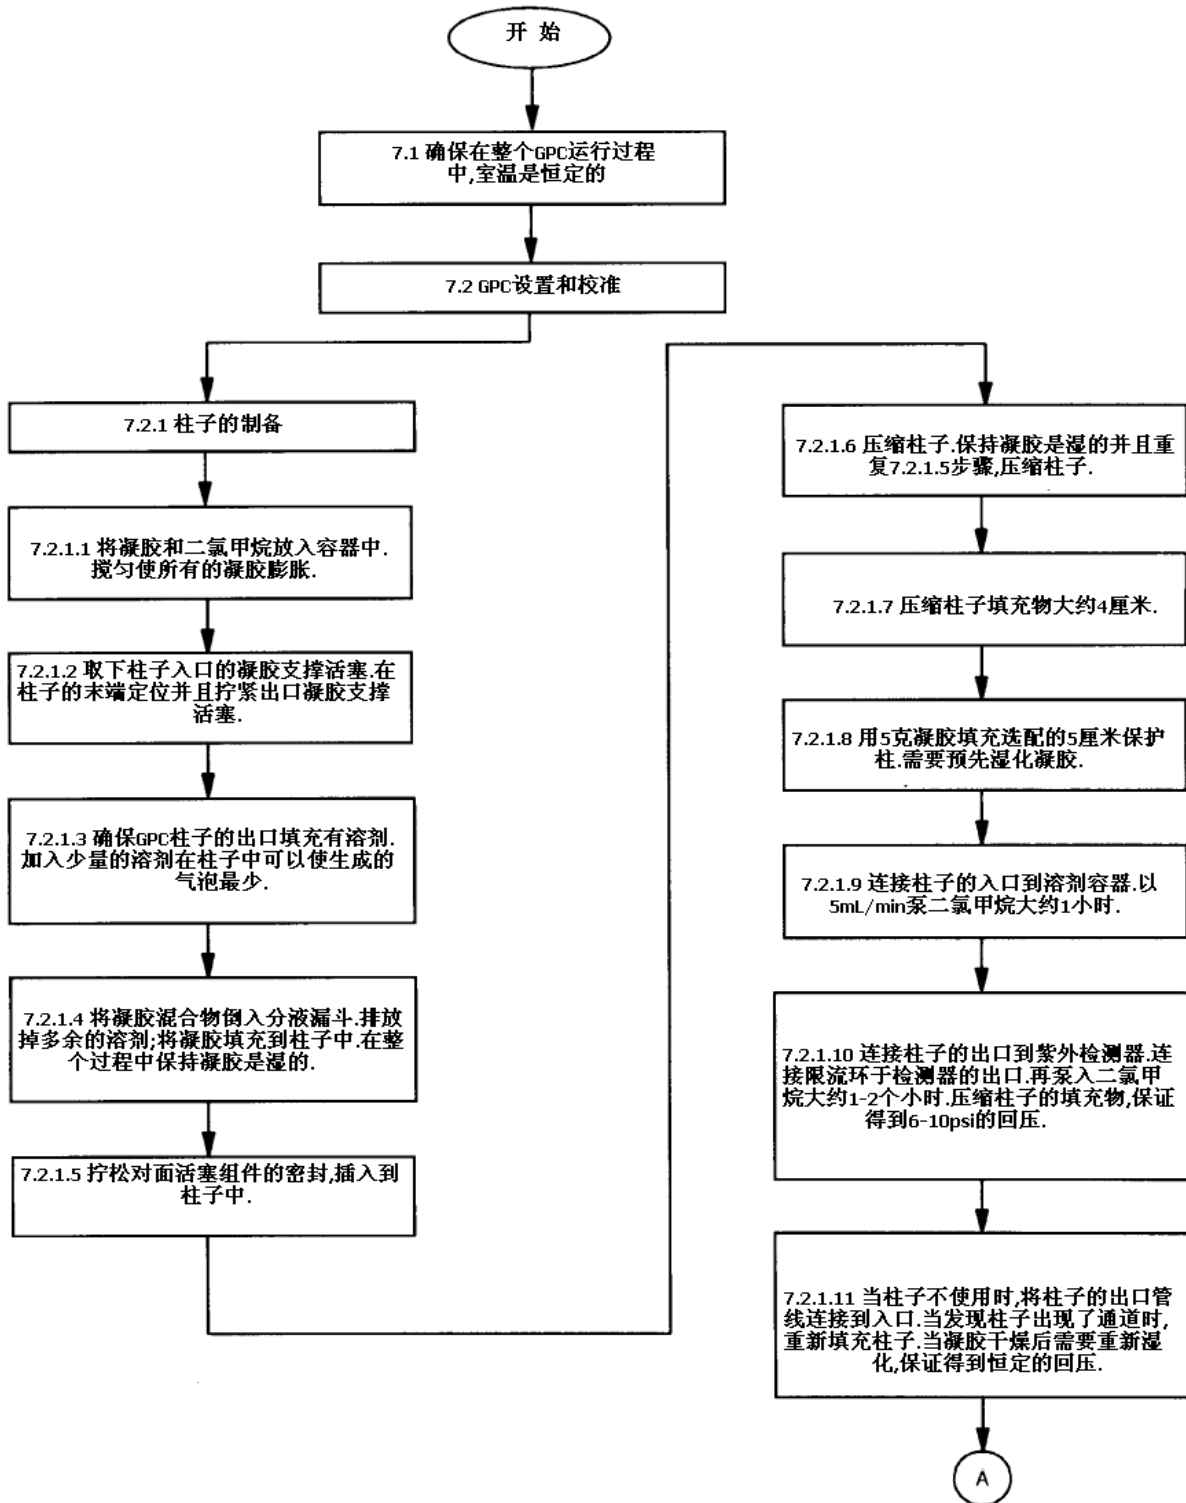 开 始
7.1 确保在整个GPC运行过程
中,室温是恒定的
7.2 GPC设置和校准
7.2.1 柱子的制备
7.2.1.1 将凝胶和二氯甲烷放入容器中.
搅匀使所有的凝胶膨胀.
7.2.1.2 取下柱子入口的凝胶支撑活塞.在
柱子的末端定位并且拧紧出口凝胶支撑
活塞.
7.2.1.3 确保GPC柱子的出口填充有溶剂.
加入少量的溶剂在柱子中可以使生成的
气泡最少.
7.2.1.4 将凝胶混合物倒入分液漏斗.排放
掉多余的溶剂;将凝胶填充到柱子中.在整
个过程中保持凝胶是湿的.
7.2.1.5 拧松对面活塞组件的密封,插入到
柱子中.
7.2.1.6 压缩柱子.保持凝胶是湿的并且重
复7.2.1.5步骤,压缩柱子.
7.2.1.7 压缩柱子填充物大约4厘米.
7.2.1.8 用5克凝胶填充选配的5厘米保护
柱.需要预先湿化凝胶.
7.2.1.9 连接柱子的入口到溶剂容器.以
5mL/min泵二氯甲烷大约1小时.
7.2.1.10 连接柱子的出口到紫外检测器.连
接限流环于检测器的出口.再泵入二氯甲
烷大约1-2个小时.压缩柱子的填充物,保证
得到6-10psi的回压.
7.2.1.11 当柱子不使用时,将柱子的出口管
线连接到入口.当发现柱子出现了通道时,
重新填充柱子.当凝胶干燥后需要重新湿
化,保证得到恒定的回压.
A